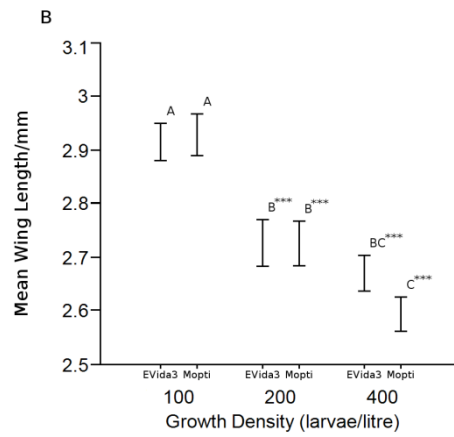 B
3.1
3
2.9
2.8
2.7
2.6
2.5
Mean Wing Length/mm
A
A
B***
B***
BC***
C***
EVida3 Mopti EVida3 Mopti EVida3 Mopti
100 200 400
Growth Density (larvae/litre)